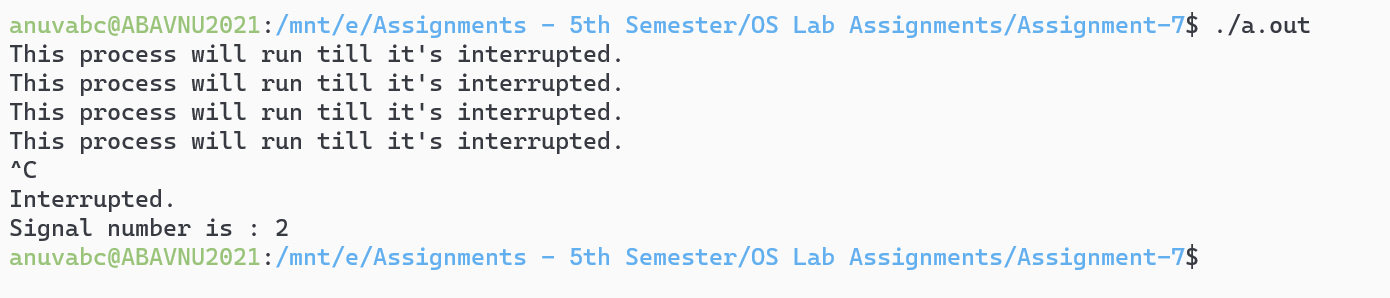 anuvabc@ABAVNU2021:/mnt/e/Assignments - 5th Semester/OS Lab Assignments/Assignment-7$ ./a.out
This process will run till it's interrupted.
This process will run till it's interrupted.
This process will run till it's interrupted.
This process will run till it's interrupted.
^C
Interrupted.
Signal number is : 2
anuvabc@ABAVNU2021:/mnt/e/Assignments - 5th Semester/OS Lab Assignments/Assignment-7$